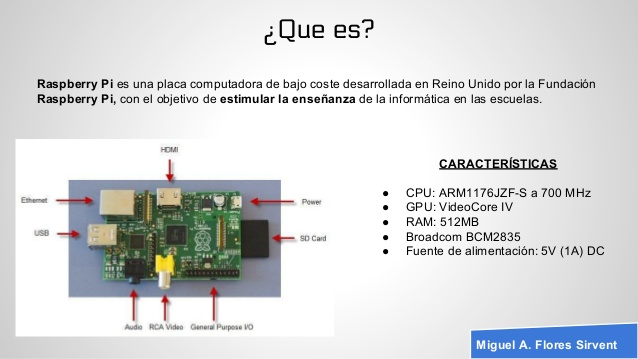 ¿Que es?
Raspberry Pi es una placa computadora de bajo coste desarrollada en Reino Unido por la Fundación
Raspberry Pi, con el objetivo de estimular la enseñanza de la informática en las escuelas.
HDMI
Ethernet
Power
USB
SD Card
Audio
RCA Video
General Purpose I/O
CARACTERÍSTICAS
● CPU: ARM1176JZF-S a 700 MHz
● GPU: VideoCore IV
● RAM: 512MB
● Broadcom BCM2835
● Fuente de alimentación: 5V (1A) DC
Miguel A. Flores Sirvent